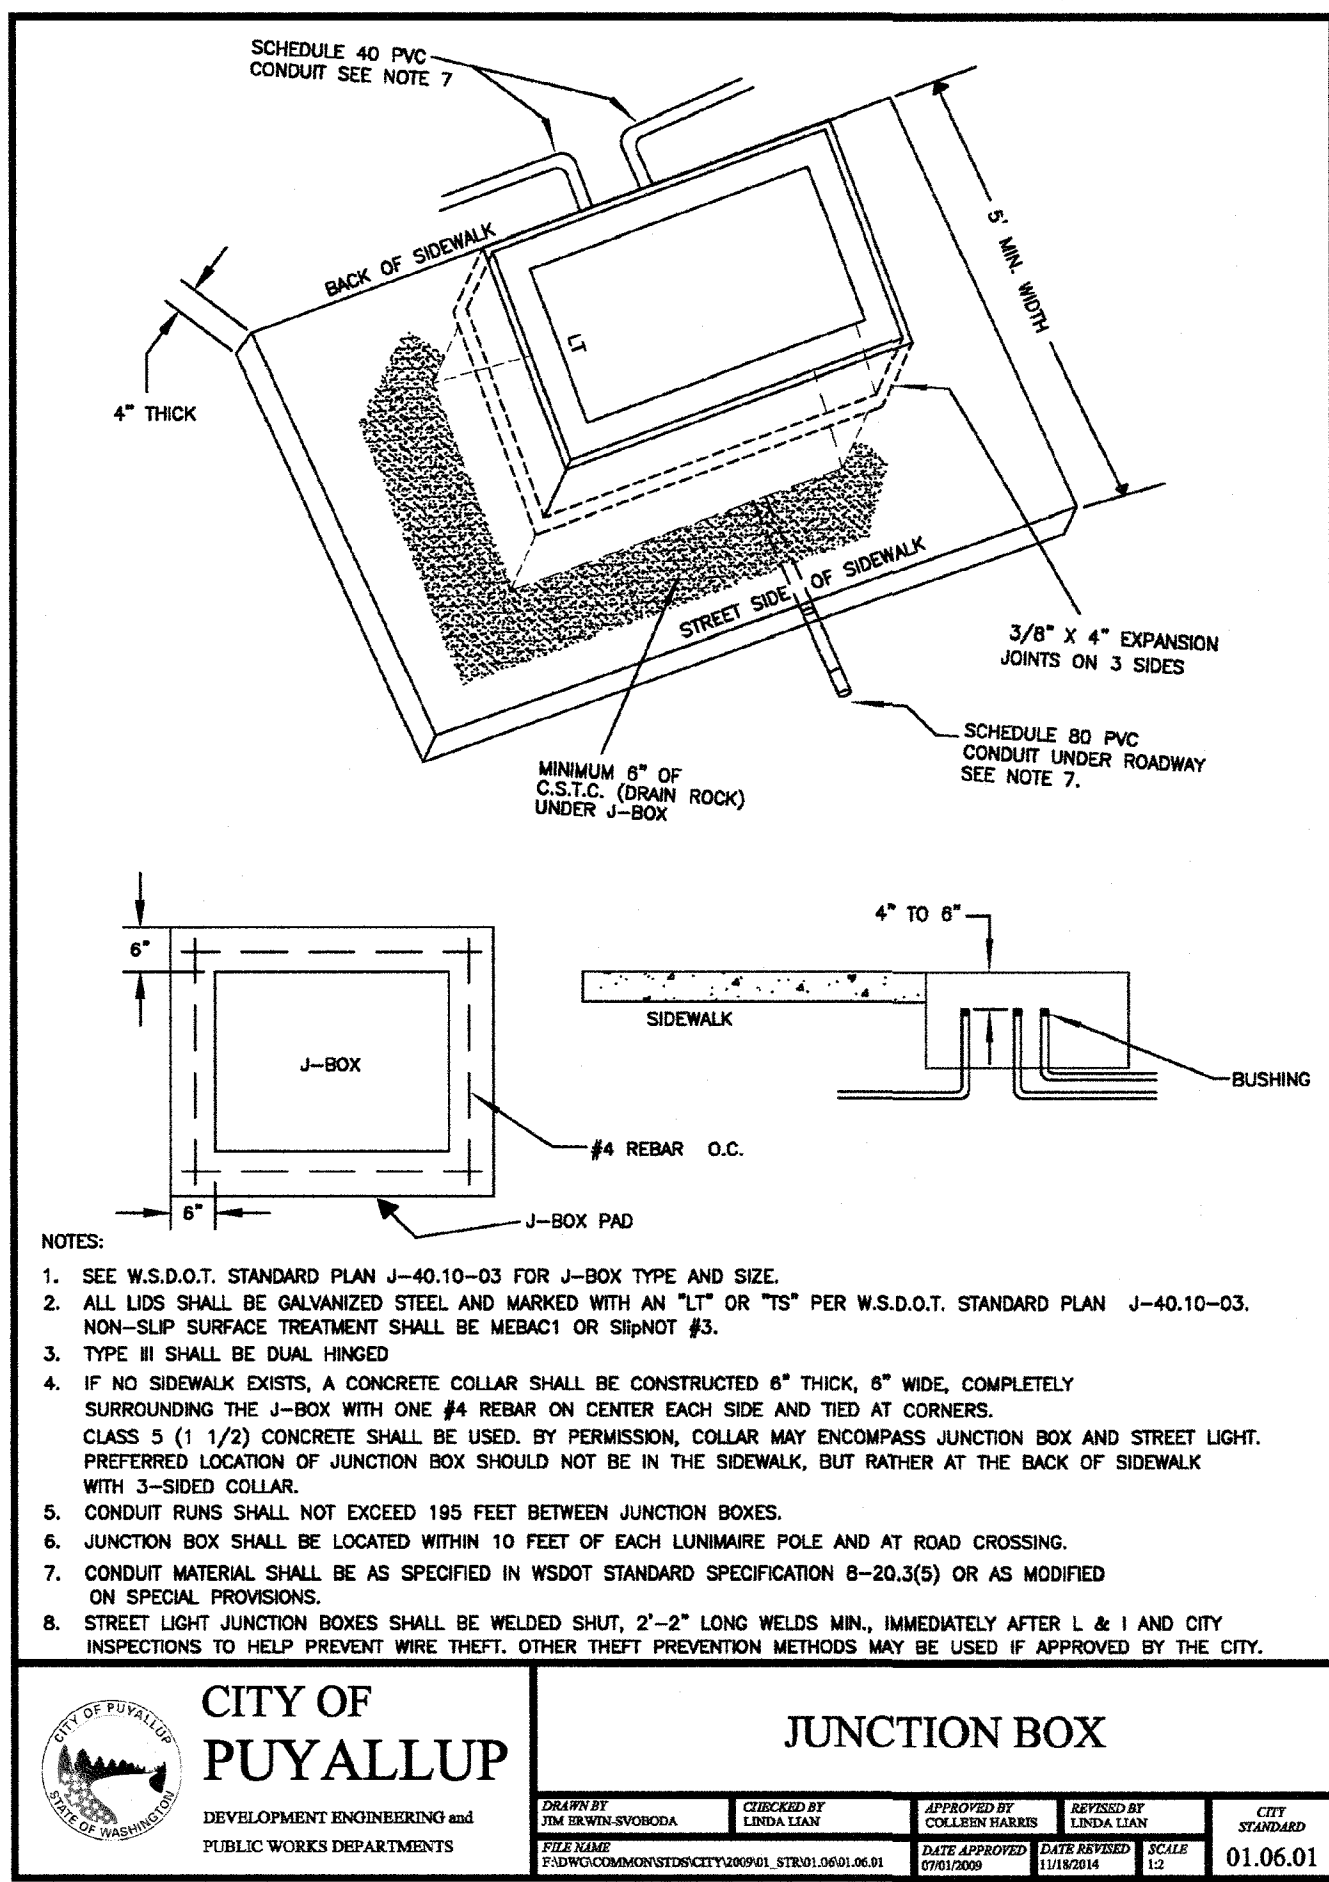 SCHEDULE 40 PVC
CONDUIT SEE NOTE 7
BACK OF SIDEWALK
5' MIN. WIDTH
4" THICK
LT
STREET SIDE OF SIDEWALK
3/8" X 4" EXPANSION
JOINTS ON 3 SIDES
SCHEDULE 80 PVC
CONDUIT UNDER ROADWAY
SEE NOTE 7.
MINIMUM 6" OF
C.S.T.C. (DRAIN ROCK)
UNDER J-BOX
6"
J-BOX
#4 REBAR O.C.
6"
J-BOX PAD
4" TO 6"
SIDEWALK
BUSHING
NOTES:
1. SEE W.S.D.O.T. STANDARD PLAN J-40.10-03 FOR J-BOX TYPE AND SIZE.
2. ALL LIDS SHALL BE GALVANIZED STEEL AND MARKED WITH AN "LT" OR "TS" PER W.S.D.O.T. STANDARD PLAN J-40.10-03.
NON-SLIP SURFACE TREATMENT SHALL BE MEBAC1 OR SlipNOT #3.
3. TYPE III SHALL BE DUAL HINGED
4. IF NO SIDEWALK EXISTS, A CONCRETE COLLAR SHALL BE CONSTRUCTED 6" THICK, 6" WIDE, COMPLETELY
SURROUNDING THE J-BOX WITH ONE #4 REBAR ON CENTER EACH SIDE AND TIED AT CORNERS.
CLASS 5 (1 1/2) CONCRETE SHALL BE USED. BY PERMISSION, COLLAR MAY ENCOMPASS JUNCTION BOX AND STREET LIGHT.
PREFERRED LOCATION OF JUNCTION BOX SHOULD NOT BE IN THE SIDEWALK, BUT RATHER AT THE BACK OF SIDEWALK
WITH 3-SIDED COLLAR.
5. CONDUIT RUNS SHALL NOT EXCEED 195 FEET BETWEEN JUNCTION BOXES.
6. JUNCTION BOX SHALL BE LOCATED WITHIN 10 FEET OF EACH LUNIMAIRE POLE AND AT ROAD CROSSING.
7. CONDUIT MATERIAL SHALL BE AS SPECIFIED IN WSDOT STANDARD SPECIFICATION 8-20.3(5) OR AS MODIFIED
ON SPECIAL PROVISIONS.
8. STREET LIGHT JUNCTION BOXES SHALL BE WELDED SHUT, 2'-2" LONG WELDS MIN., IMMEDIATELY AFTER L & I AND CITY
INSPECTIONS TO HELP PREVENT WIRE THEFT. OTHER THEFT PREVENTION METHODS MAY BE USED IF APPROVED BY THE CITY.
CITY OF PUYALLUP
STATE OF WASHINGTON
CITY OF
PUYALLUP
DEVELOPMENT ENGINEERING and
PUBLIC WORKS DEPARTMENTS
JUNCTION BOX
DRAWN BY
JIM ERWIN-SVOBODA
CHECKED BY
LINDA LIAN
APPROVED BY
COLLEEN HARRIS
REVISED BY
LINDA LIAN
CITY
STANDARD
01.06.01
FILE NAME
F:\DWG\COMMON\STDS\CITY\2009\01_STR\01.06\01.06.01
DATE APPROVED
07/01/2009
DATE REVISED
11/18/2014
SCALE
1:2